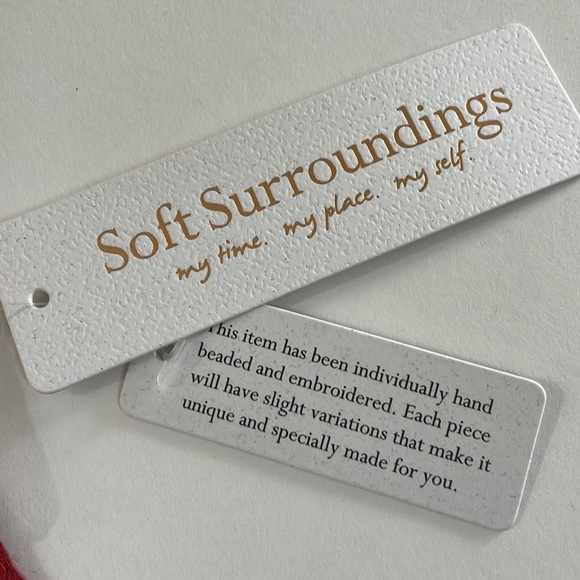 Soft Surroundings
my time. my place. my self.
This item has been individually hand
beaded and embroidered. Each piece
will have slight variations that make it
unique and specially made for you.